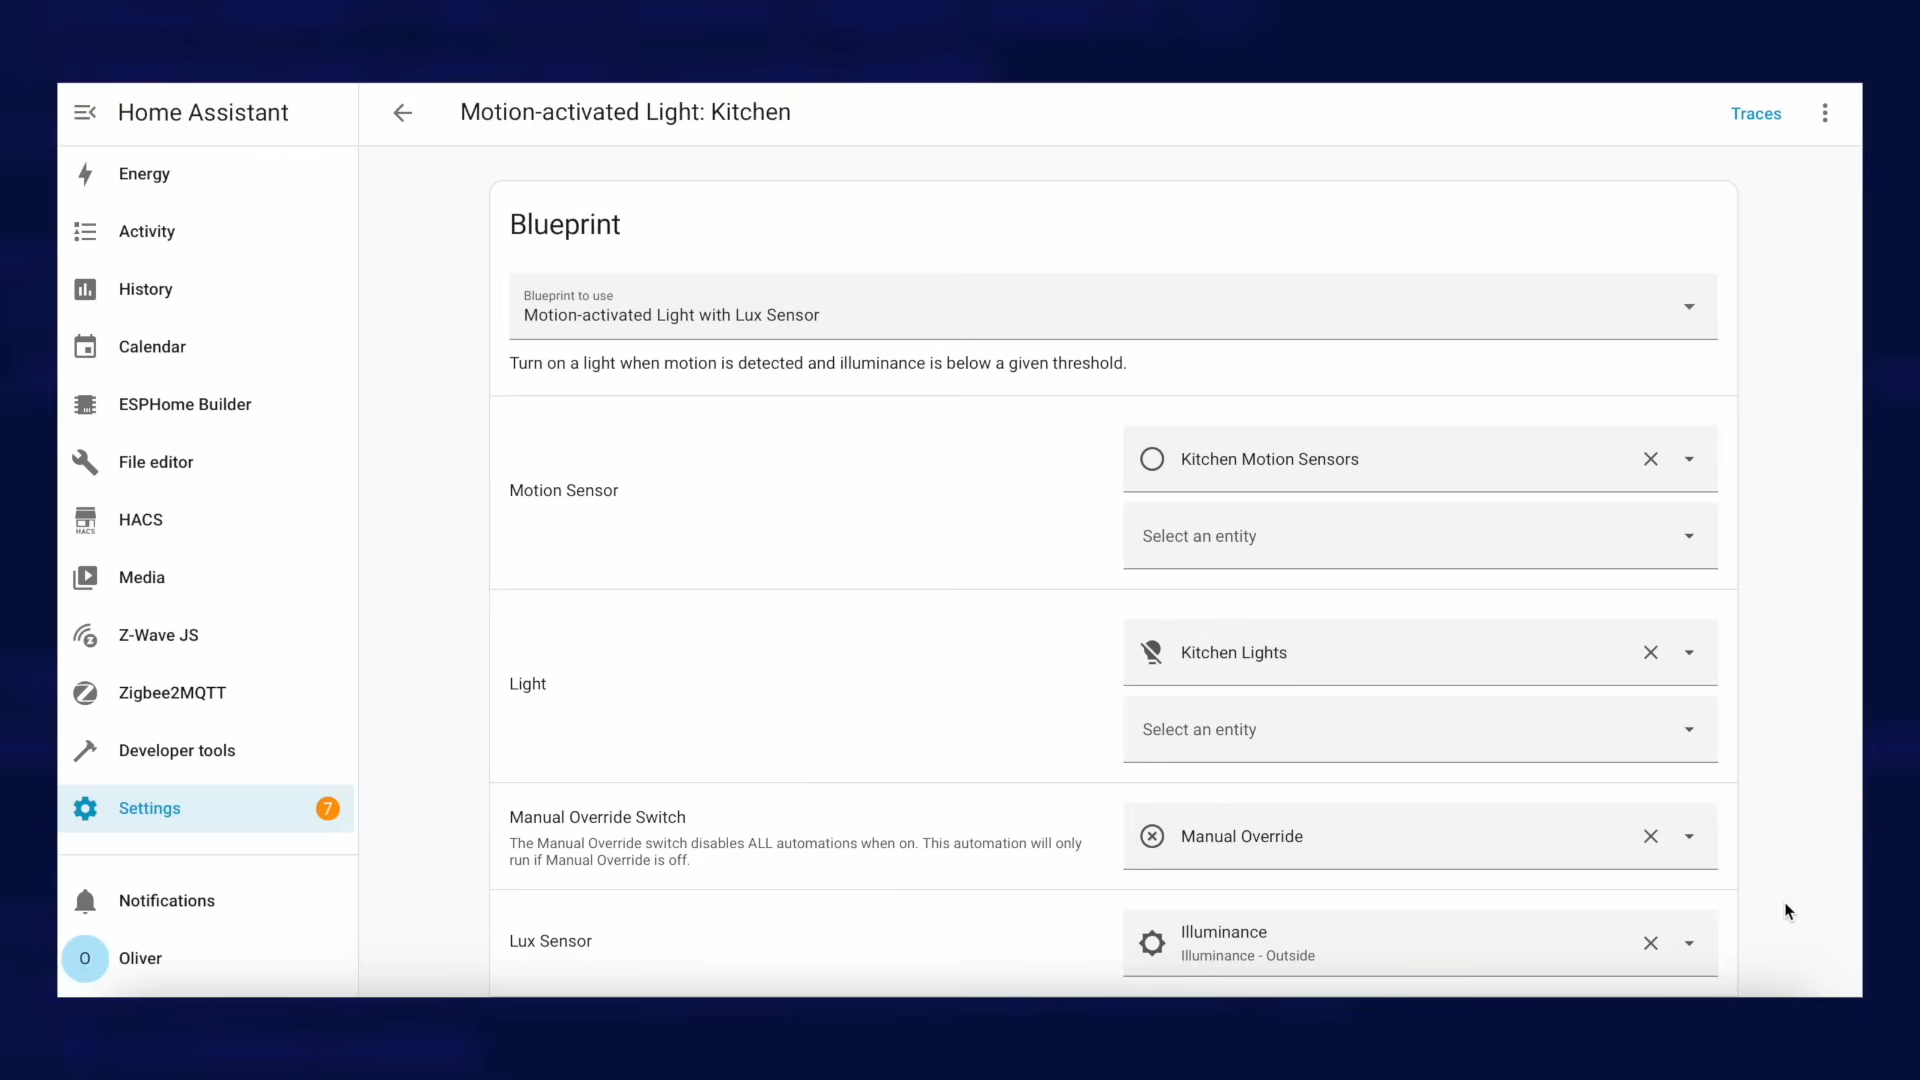 Home Assistant
Motion-activated Light: Kitchen
Traces
Energy
Activity
History
Calendar
ESPHome Builder
File editor
HACS
HACS
Media
Z-Wave JS
Zigbee2MQTT
Developer tools
Settings
7
Notifications
O
Oliver
Blueprint
Blueprint to use
Motion-activated Light with Lux Sensor
Turn on a light when motion is detected and illuminance is below a given threshold.
Motion Sensor
Kitchen Motion Sensors
Select an entity
Light
Kitchen Lights
Select an entity
Manual Override Switch
The Manual Override switch disables ALL automations when on. This automation will only
run if Manual Override is off.
Manual Override
Lux Sensor
Illuminance
Illuminance - Outside